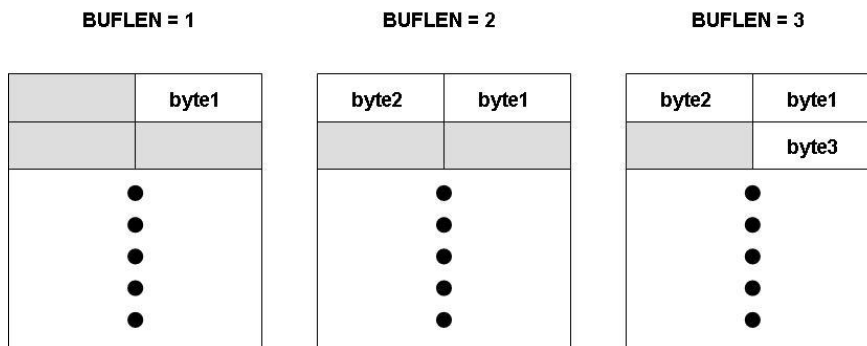 BUFLEN = 1 BUFLEN = 2 BUFLEN = 3
byte1 byte2 byte1 byte2 byte1
byte3